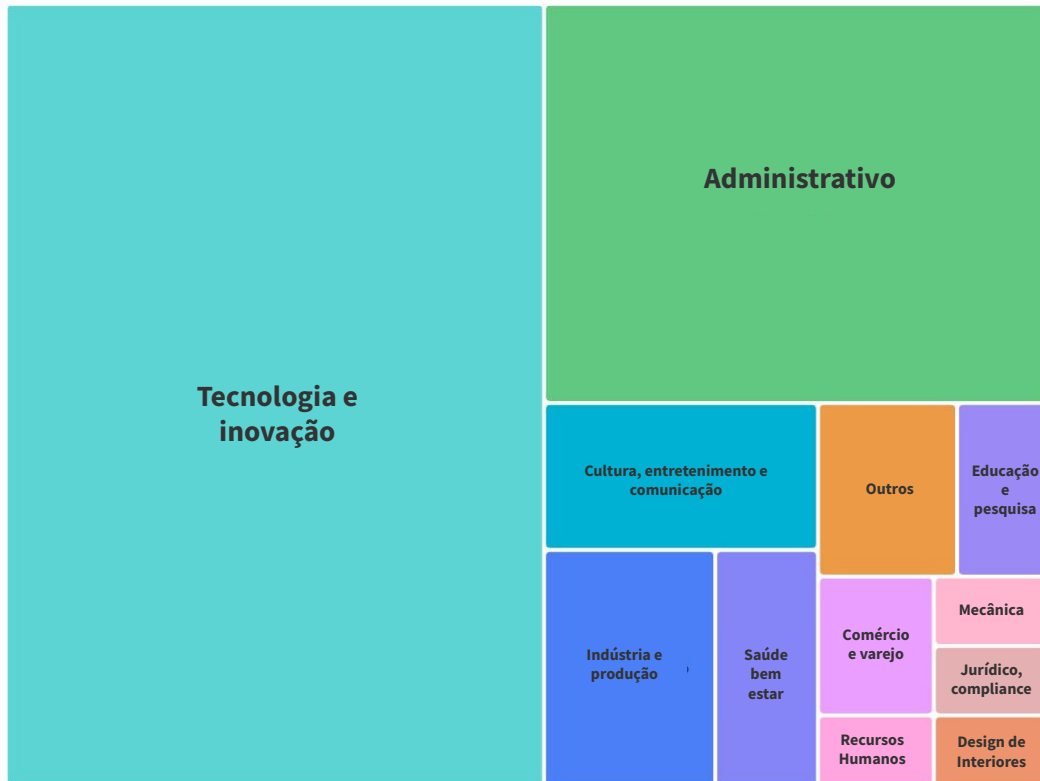 Administrativo
Tecnologia e
inovação
Cultura, entretenimento e
comunicação
Outros
Educação
e
pesquisa
Indústria e
produção
Saúde
bem
estar
Comércio
e varejo
Mecânica
Jurídico,
compliance
Recursos
Humanos
Design de
Interiores